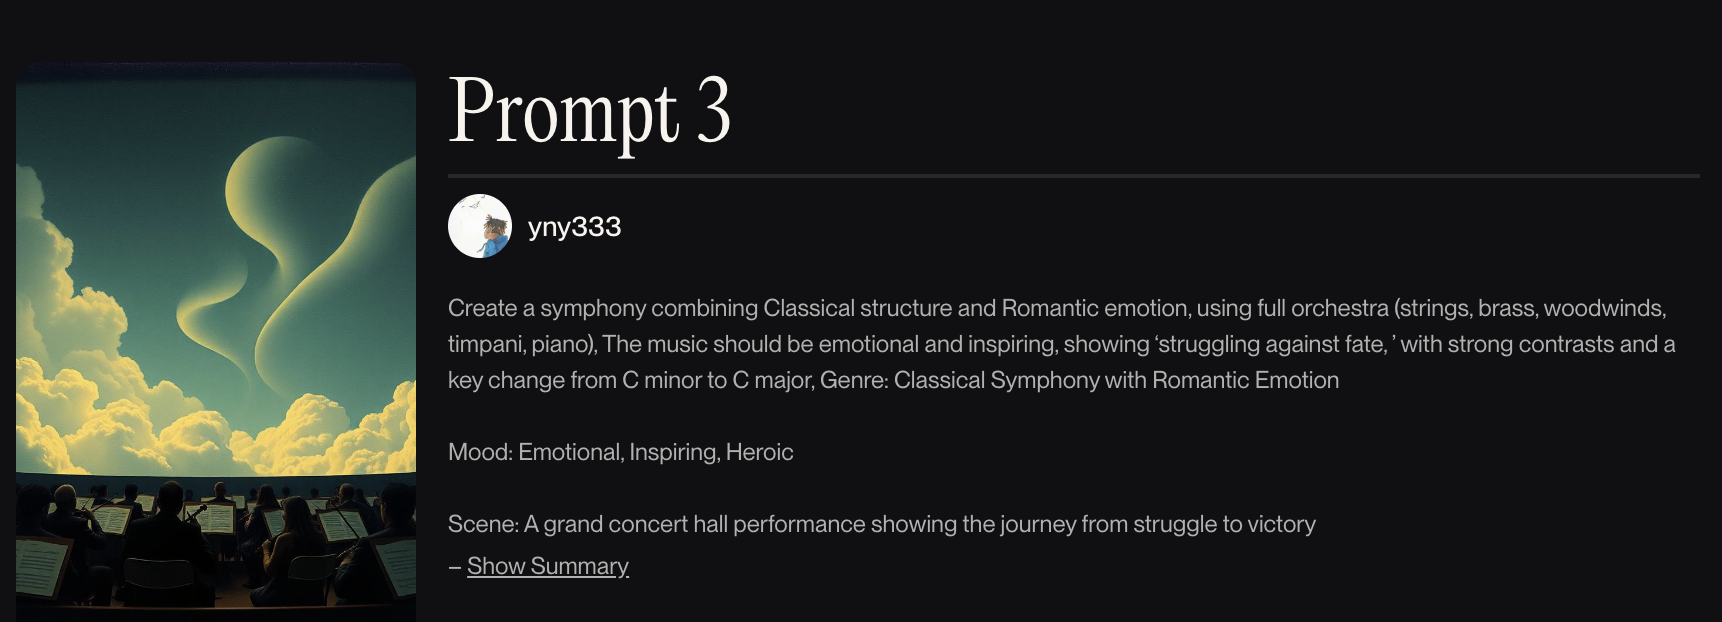 Prompt 3
yny333
Create a symphony combining Classical structure and Romantic emotion, using full orchestra (strings, brass, woodwinds,
timpani, piano), The music should be emotional and inspiring, showing ‘struggling against fate, ’ with strong contrasts and a
key change from C minor to C major, Genre: Classical Symphony with Romantic Emotion
Mood: Emotional, Inspiring, Heroic
Scene: A grand concert hall performance showing the journey from struggle to victory
– Show Summary